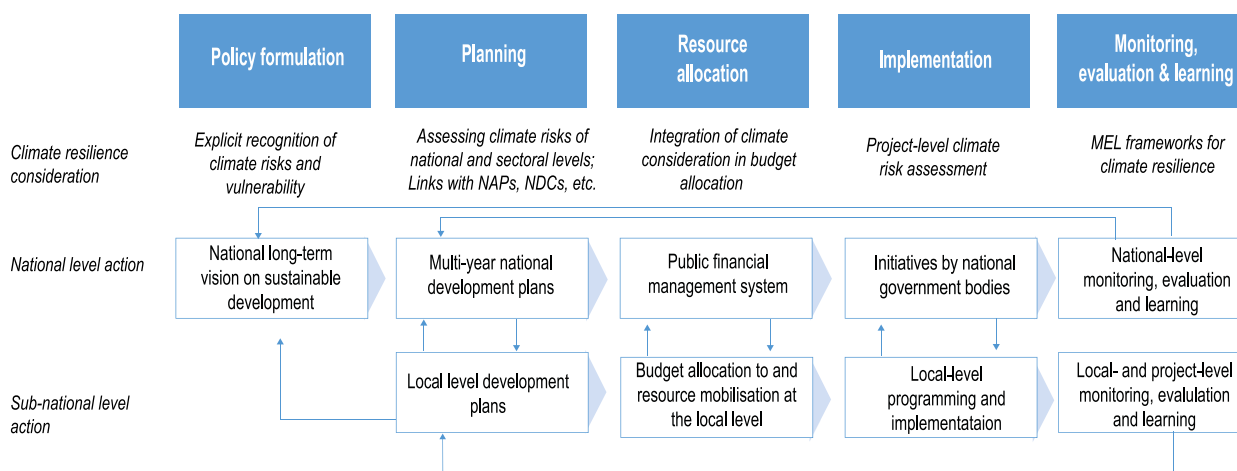 Policy formulation
Planning
Resource
allocation
Implementation
Monitoring,
evaluation & learning
Climate resilience
consideration
Explicit recognition of
climate risks and
vulnerability
Assessing climate risks of
national and sectoral levels;
Links with NAPs, NDCs, etc.
Integration of climate
consideration in budget
allocation
Project-level climate
risk assessment
MEL frameworks for
climate resilience
National level action
National long-term
vision on sustainable
development
Multi-year national
development plans
Public financial
management system
Initiatives by national
government bodies
National-level
monitoring, evaluation
and learning
Sub-national level
action
Local level development
plans
Budget allocation to and
resource mobilisation at
the local level
Local-level
programming and
implementataion
Local- and project-level
monitoring, evalulation
and learning